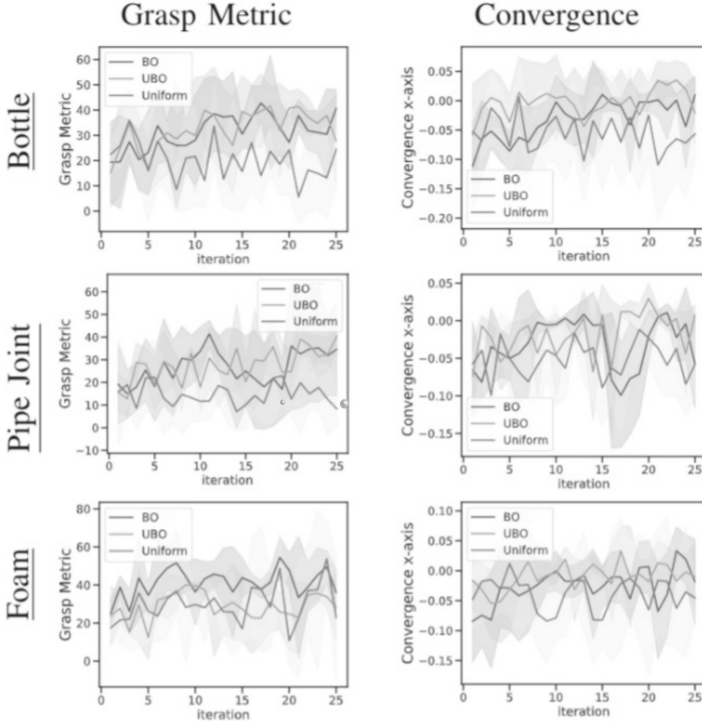 Grasp Metric
Convergence
Bottle
60
50
40
30
20
10
0
Grasp Metric
BO
UBO
Uniform
0 5 10 15 20 25
iteration
0.05
0.00
−0.05
−0.10
−0.15
−0.20
Convergence x-axis
BO
UBO
Uniform
0 5 10 15 20 25
iteration
Pipe Joint
60
50
40
30
20
10
0
−10
Grasp Metric
BO
UBO
Uniform
0 5 10 15 20 25
iteration
0.05
0.00
−0.05
−0.10
−0.15
Convergence x-axis
BO
UBO
Uniform
0 5 10 15 20 25
iteration
Foam
80
60
40
20
0
Grasp Metric
BO
UBO
Uniform
0 5 10 15 20 25
iteration
0.10
0.05
0.00
−0.05
−0.10
−0.15
Convergence x-axis
BO
UBO
Uniform
0 5 10 15 20 25
iteration